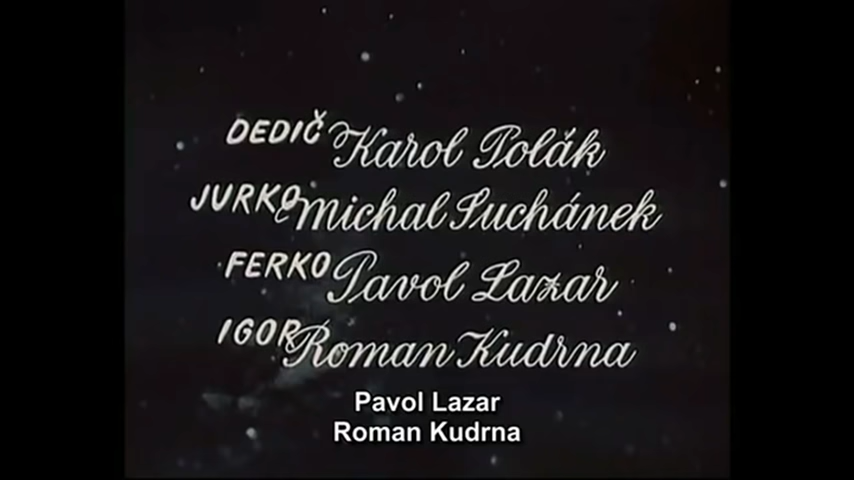 DEDIČ Karol Polák
JURKO Michal Suchánek
FERKO Pavol Lazar
IGOR Roman Kudrna
Pavol Lazar
Roman Kudrna